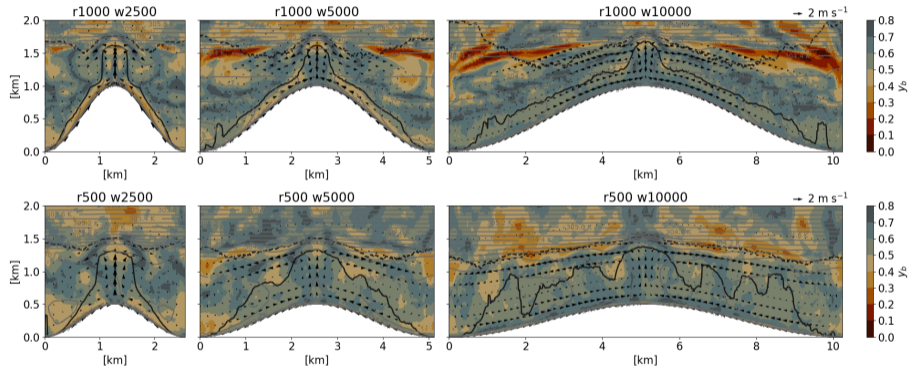 r1000 w2500
r1000 w5000
r1000 w10000
2 m s⁻¹
2.0
1.5
1.0
0.5
0.0
[km]
0 1 2
[km]
0 1 2 3 4 5
[km]
0 2 4 6 8 10
[km]
0.8
0.7
0.6
0.5
0.4
0.3
0.2
0.1
0.0
yb
r500 w2500
r500 w5000
r500 w10000
2 m s⁻¹
2.0
1.5
1.0
0.5
0.0
[km]
0 1 2
[km]
0 1 2 3 4 5
[km]
0 2 4 6 8 10
[km]
0.8
0.7
0.6
0.5
0.4
0.3
0.2
0.1
0.0
yb